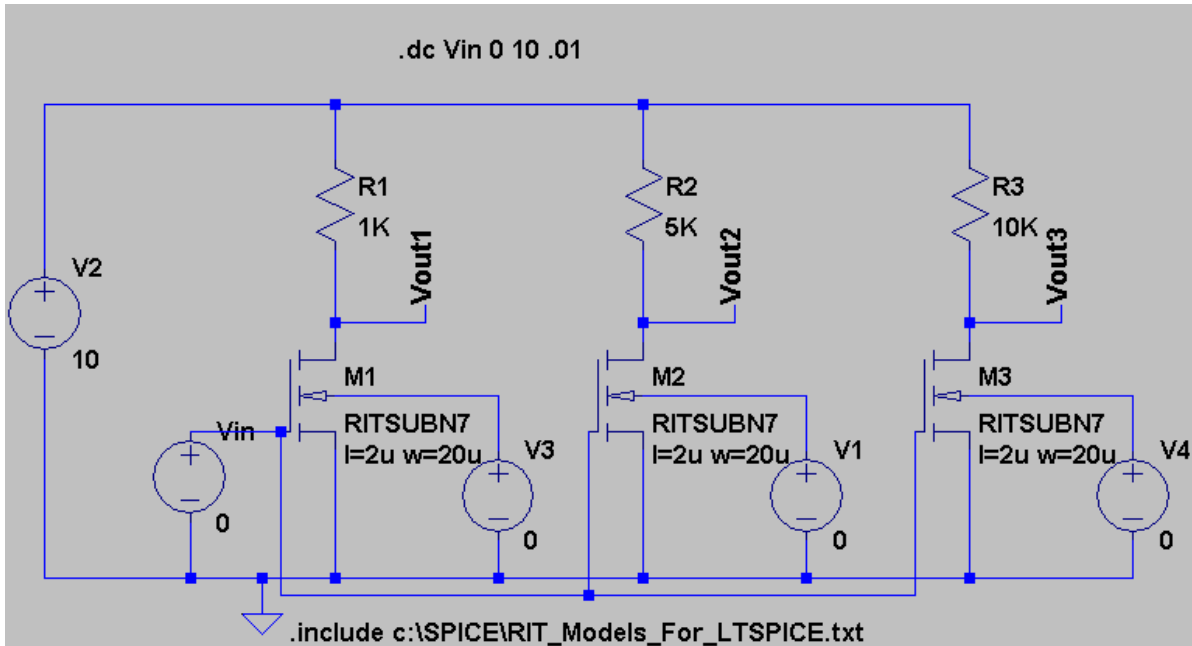 .dc Vin 0 10 .01
R1
1K
R2
5K
R3
10K
Vout1
Vout2
Vout3
V2
+
−
10
M1
RITSUBN7
l=2u w=20u
M2
RITSUBN7
l=2u w=20u
M3
RITSUBN7
l=2u w=20u
Vin
+
−
0
V3
+
−
0
V1
+
−
0
V4
+
−
0
.include c:\SPICE\RIT_Models_For_LTSPICE.txt